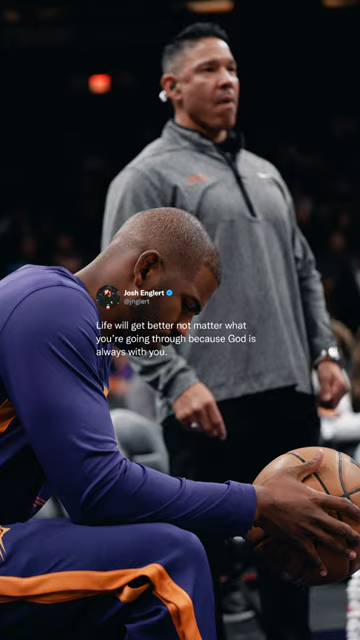 Josh Englert
@jnglert
Life will get better not matter what
you're going through because God is
always with you.